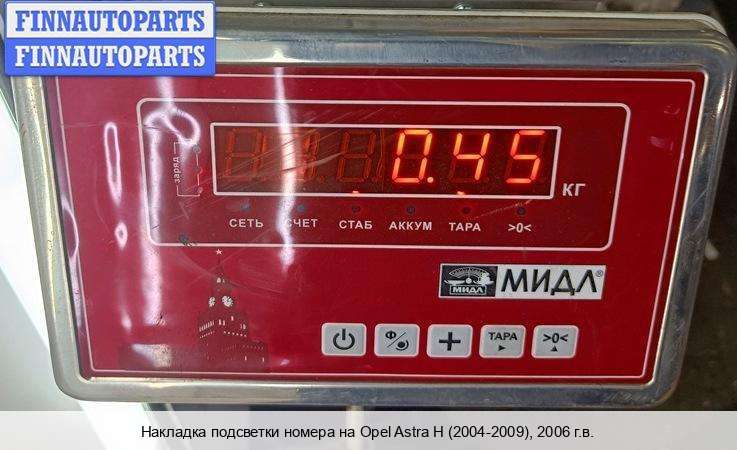 FINNAUTOPARTS
FINNAUTOPARTS
заряд
0.45
КГ
СЕТЬ СЧЕТ СТАБ АККУМ ТАРА >0<
МИДЛ МИДЛ®
Ф/ + ТАРА >0<
Накладка подсветки номера на Opel Astra H (2004-2009), 2006 г.в.